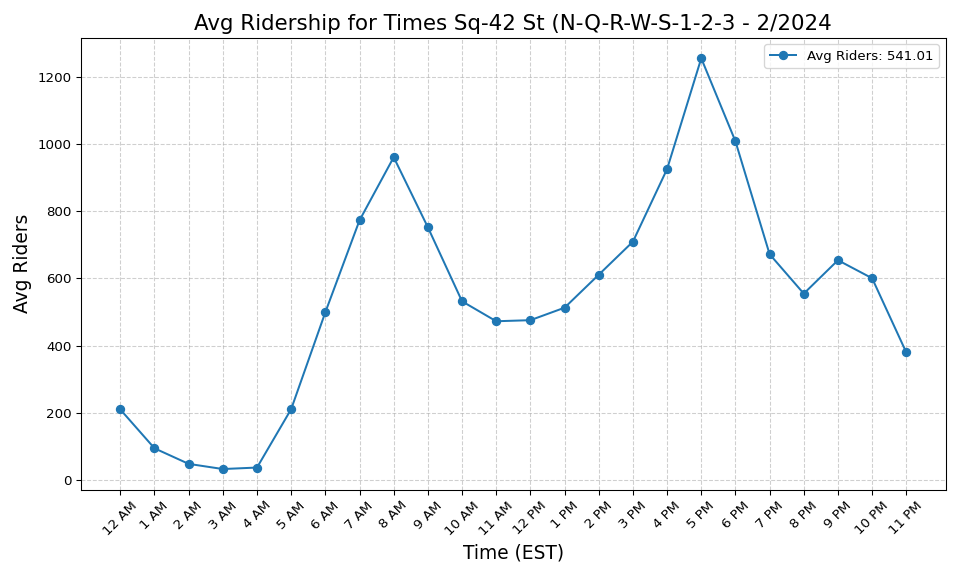 Avg Ridership for Times Sq-42 St (N-Q-R-W-S-1-2-3 - 2/2024
Avg Riders: 541.01
Avg Riders
1200
1000
800
600
400
200
0
12 AM
1 AM
2 AM
3 AM
4 AM
5 AM
6 AM
7 AM
8 AM
9 AM
10 AM
11 AM
12 PM
1 PM
2 PM
3 PM
4 PM
5 PM
6 PM
7 PM
8 PM
9 PM
10 PM
11 PM
Time (EST)